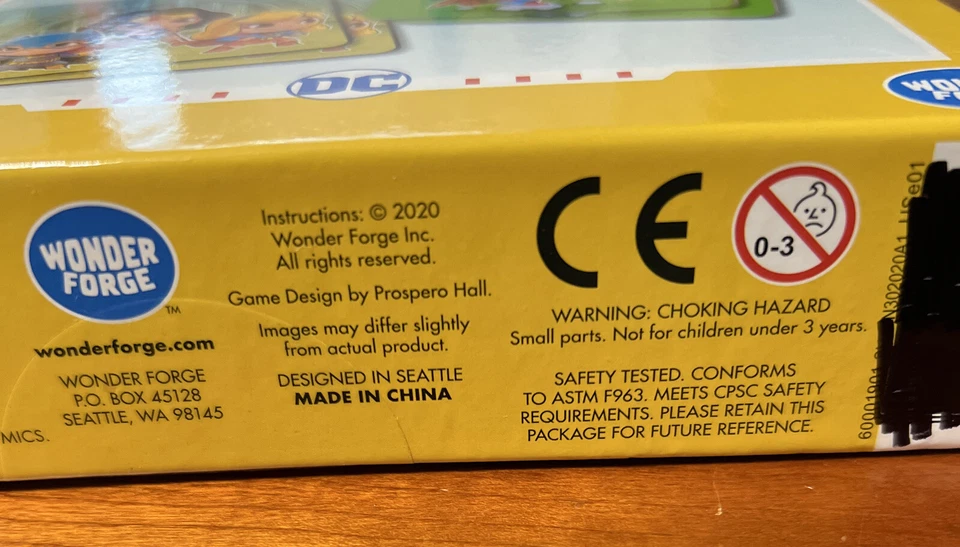 DC
WONDER
FORGE
TM
wonderforge.com
WONDER FORGE
P.O. BOX 45128
SEATTLE, WA 98145
MICS.
Instructions: © 2020
Wonder Forge Inc.
All rights reserved.
Game Design by Prospero Hall.
Images may differ slightly
from actual product.
DESIGNED IN SEATTLE
MADE IN CHINA
CE
0-3
WARNING: CHOKING HAZARD
Small parts. Not for children under 3 years.
SAFETY TESTED. CONFORMS
TO ASTM F963. MEETS CPSC SAFETY
REQUIREMENTS. PLEASE RETAIN THIS
PACKAGE FOR FUTURE REFERENCE.